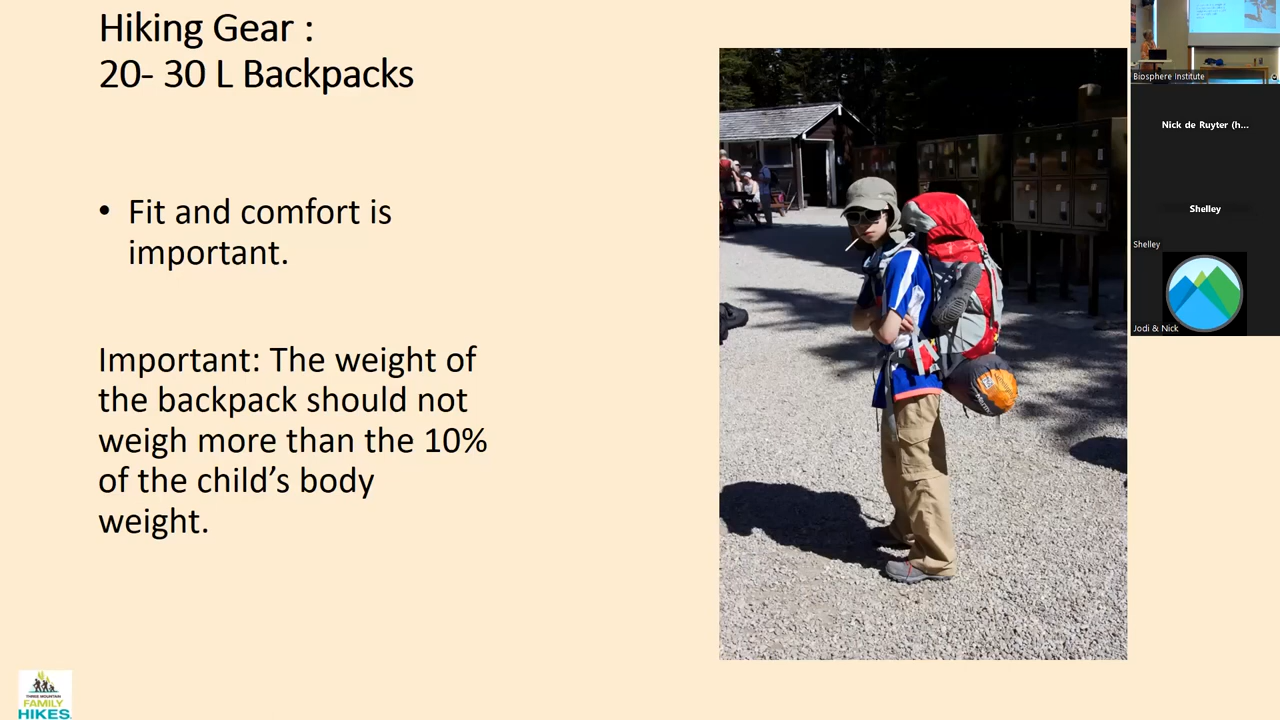 Hiking Gear :
20- 30 L Backpacks
• Fit and comfort is
important.
Important: The weight of
the backpack should not
weigh more than the 10%
of the child’s body
weight.
THREE MOUNTAIN
FAMILY
HIKES
Biosphere Institute
Nick de Ruyter (h...
Shelley
Shelley
Jodi & Nick